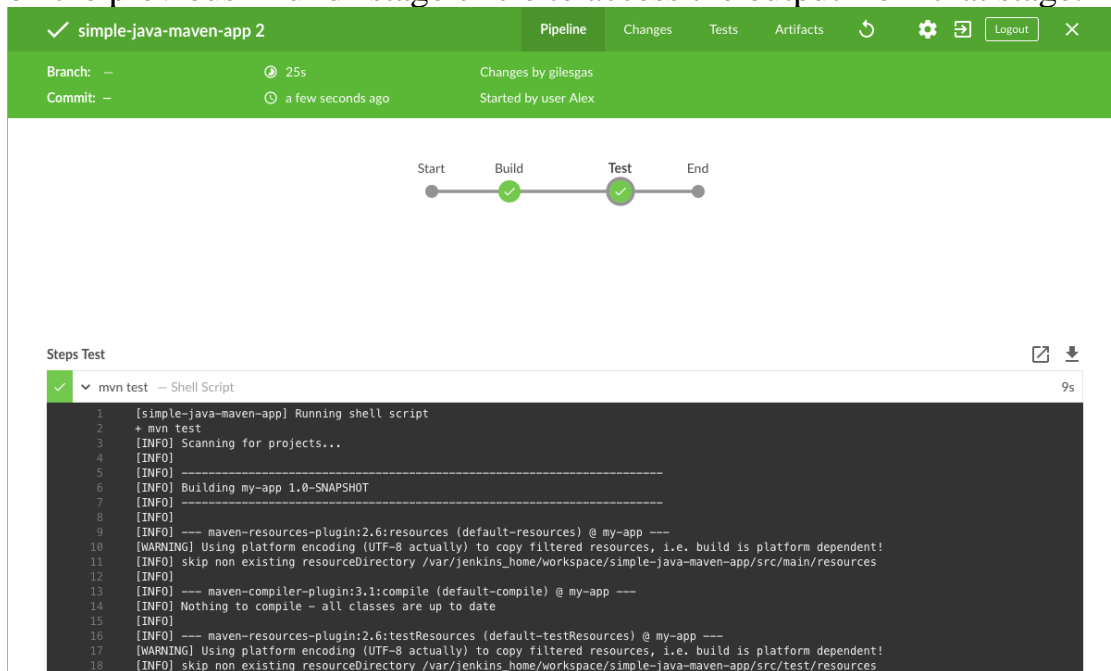 simple-java-maven-app 2 Pipeline Changes Tests Artifacts Logout
Branch: — 25s Changes by gilesgas
Commit: — a few seconds ago Started by user Alex
Start Build Test End
Steps Test
mvn test — Shell Script 9s
1 [simple-java-maven-app] Running shell script
2 + mvn test
3 [INFO] Scanning for projects...
4 [INFO]
5 [INFO] ------------------------------------------------------------------------
6 [INFO] Building my-app 1.0-SNAPSHOT
7 [INFO] ------------------------------------------------------------------------
8 [INFO]
9 [INFO] --- maven-resources-plugin:2.6:resources (default-resources) @ my-app ---
10 [WARNING] Using platform encoding (UTF-8 actually) to copy filtered resources, i.e. build is platform dependent!
11 [INFO] skip non existing resourceDirectory /var/jenkins_home/workspace/simple-java-maven-app/src/main/resources
12 [INFO]
13 [INFO] --- maven-compiler-plugin:3.1:compile (default-compile) @ my-app ---
14 [INFO] Nothing to compile - all classes are up to date
15 [INFO]
16 [INFO] --- maven-resources-plugin:2.6:testResources (default-testResources) @ my-app ---
17 [WARNING] Using platform encoding (UTF-8 actually) to copy filtered resources, i.e. build is platform dependent!
18 [INFO] skip non existing resourceDirectory /var/jenkins_home/workspace/simple-java-maven-app/src/test/resources